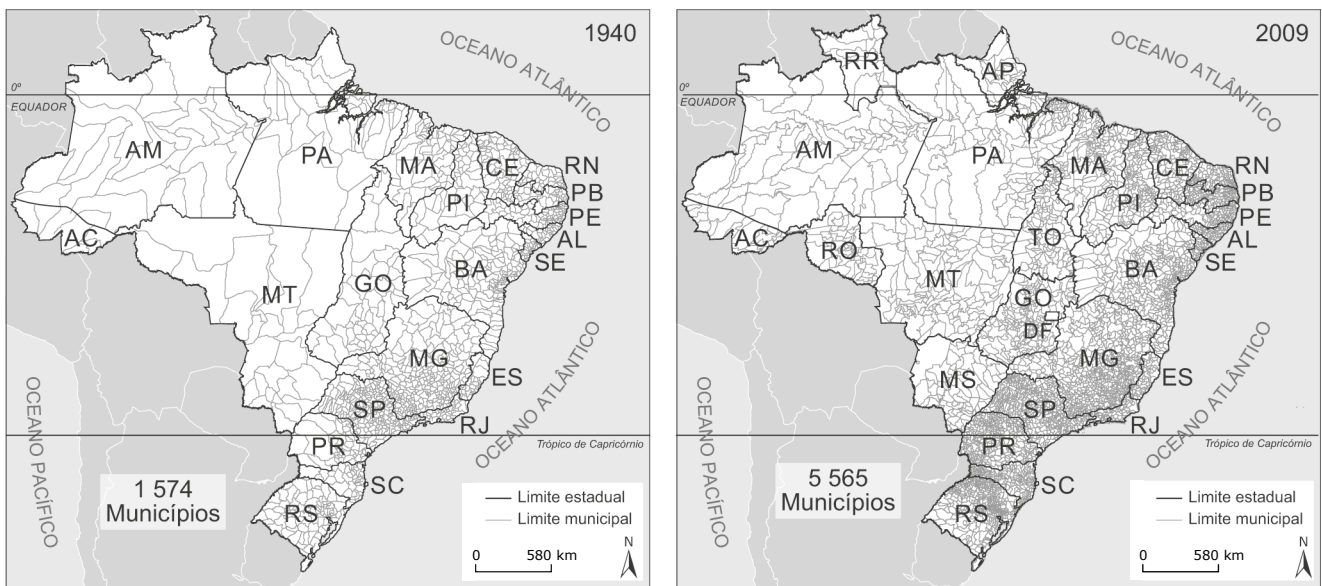 1940
OCEANO ATLÂNTICO
0º
EQUADOR
AM
PA
MA
CE
RN
PB
PI
PE
AC
AL
SE
BA
MT
GO
MG
ES
SP
RJ
OCEANO ATLÂNTICO
PR
Trópico de Capricórnio
OCEANO PACÍFICO
SC
1 574
Municípios
RS
Limite estadual
Limite municipal
0 580 km
N
2009
OCEANO ATLÂNTICO
RR
AP
0º
EQUADOR
AM
PA
MA
CE
RN
PB
PI
PE
AC
RO
TO
AL
SE
BA
MT
GO
DF
MG
MS
ES
SP
RJ
OCEANO ATLÂNTICO
PR
Trópico de Capricórnio
OCEANO PACÍFICO
SC
5 565
Municípios
RS
Limite estadual
Limite municipal
0 580 km
N